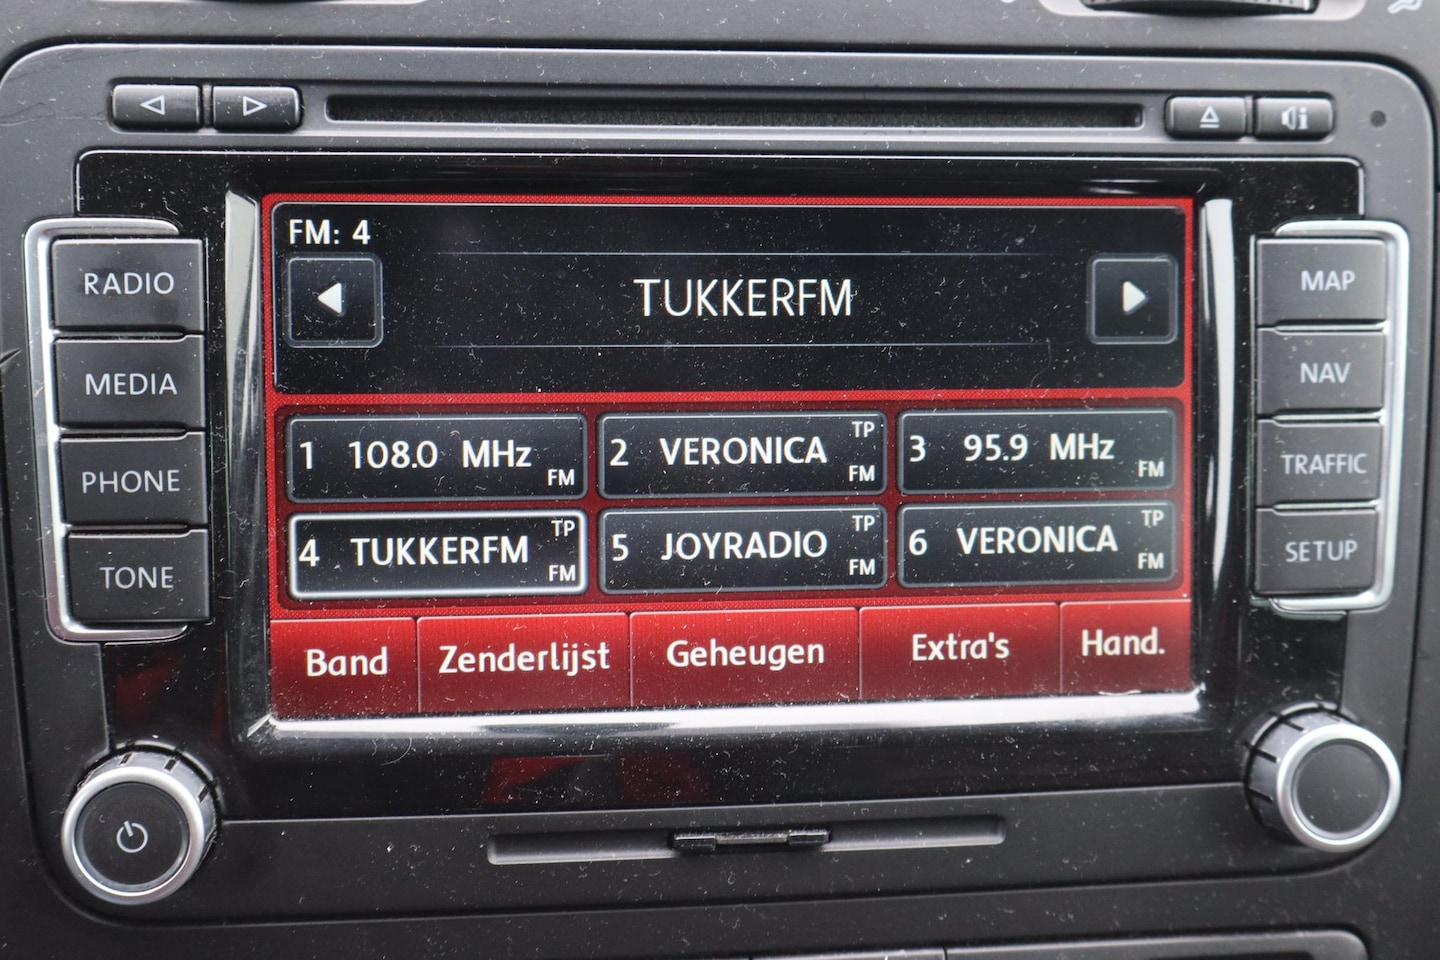 FM: 4
TUKKERFM
1 108.0 MHz FM
2 VERONICA TP FM
3 95.9 MHz FM
4 TUKKERFM TP FM
5 JOYRADIO TP FM
6 VERONICA TP FM
Band Zenderlijst Geheugen Extra's Hand.
RADIO
MEDIA
PHONE
TONE
MAP
NAV
TRAFFIC
SETUP